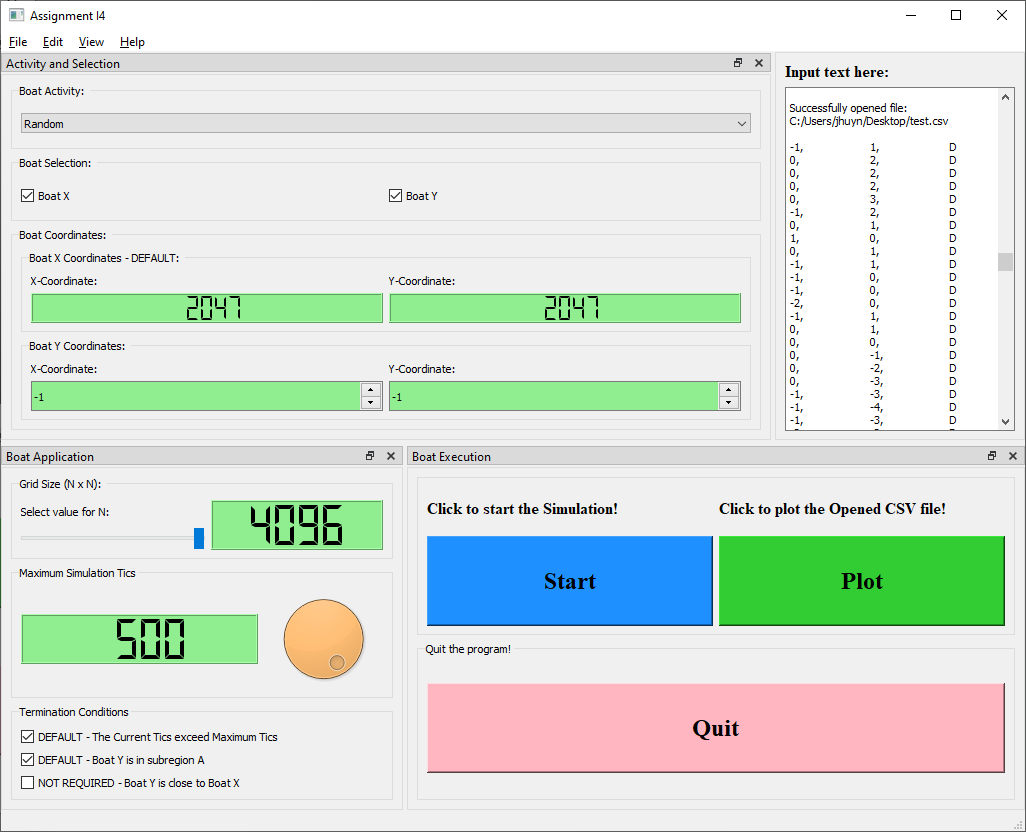 Assignment I4
File Edit View Help
Activity and Selection
Boat Activity:
Random
Boat Selection:
Boat X Boat Y
Boat Coordinates:
Boat X Coordinates - DEFAULT:
X-Coordinate: Y-Coordinate:
2047 2047
Boat Y Coordinates:
X-Coordinate: Y-Coordinate:
-1 -1
Input text here:
Successfully opened file:
C:/Users/jhuyn/Desktop/test.csv
-1, 1, D
0, 2, D
0, 2, D
0, 2, D
0, 3, D
-1, 2, D
0, 1, D
1, 0, D
0, 1, D
-1, 1, D
-1, 0, D
-1, 0, D
-2, 0, D
-1, 1, D
0, 1, D
0, 0, D
0, -1, D
0, -2, D
0, -3, D
-1, -3, D
-1, -4, D
-1, -3, D
Boat Application
Grid Size (N x N):
Select value for N:
4096
Maximum Simulation Tics
500
Termination Conditions
DEFAULT - The Current Tics exceed Maximum Tics
DEFAULT - Boat Y is in subregion A
NOT REQUIRED - Boat Y is close to Boat X
Boat Execution
Click to start the Simulation! Click to plot the Opened CSV file!
Start Plot
Quit the program!
Quit